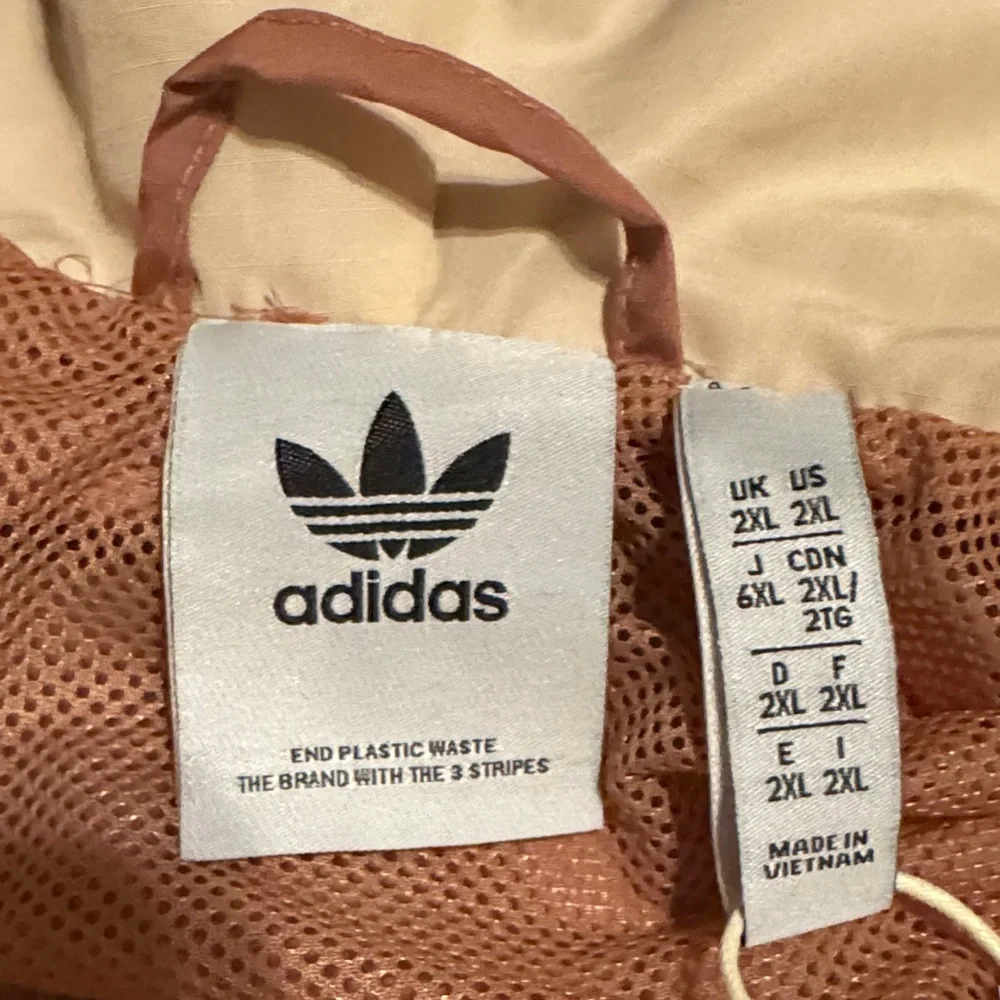 adidas
END PLASTIC WASTE
THE BRAND WITH THE 3 STRIPES
UK US
2XL 2XL
J CDN
6XL 2XL/
2TG
D F
2XL 2XL
E I
2XL 2XL
MADE IN
VIETNAM